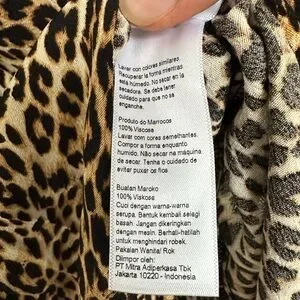 Lavar con colores similares.
Recuperar la forma mientras
está húmedo. No secar en la
secadora. Se debe tener
cuidado para que no se
enganche.
Produto do Marrocos
100% Viscose
Lavar com cores semelhantes.
Compor a forma enquanto
húmido. Não secar na máquina
de secar. Tenha o cuidado de
evitar puxar os fios
Buatan Maroko
100% Viskose
Cuci dengan warna-warna
serupa. Bentuk kembali selagi
basah. Jangan dikeringkan
dengan mesin. Berhati-hatilah
untuk menghindari robek.
Pakaian Wanita/ Rok
Diimpor oleh:
PT Mitra Adiperkasa Tbk
Jakarta 10220 - Indonesia